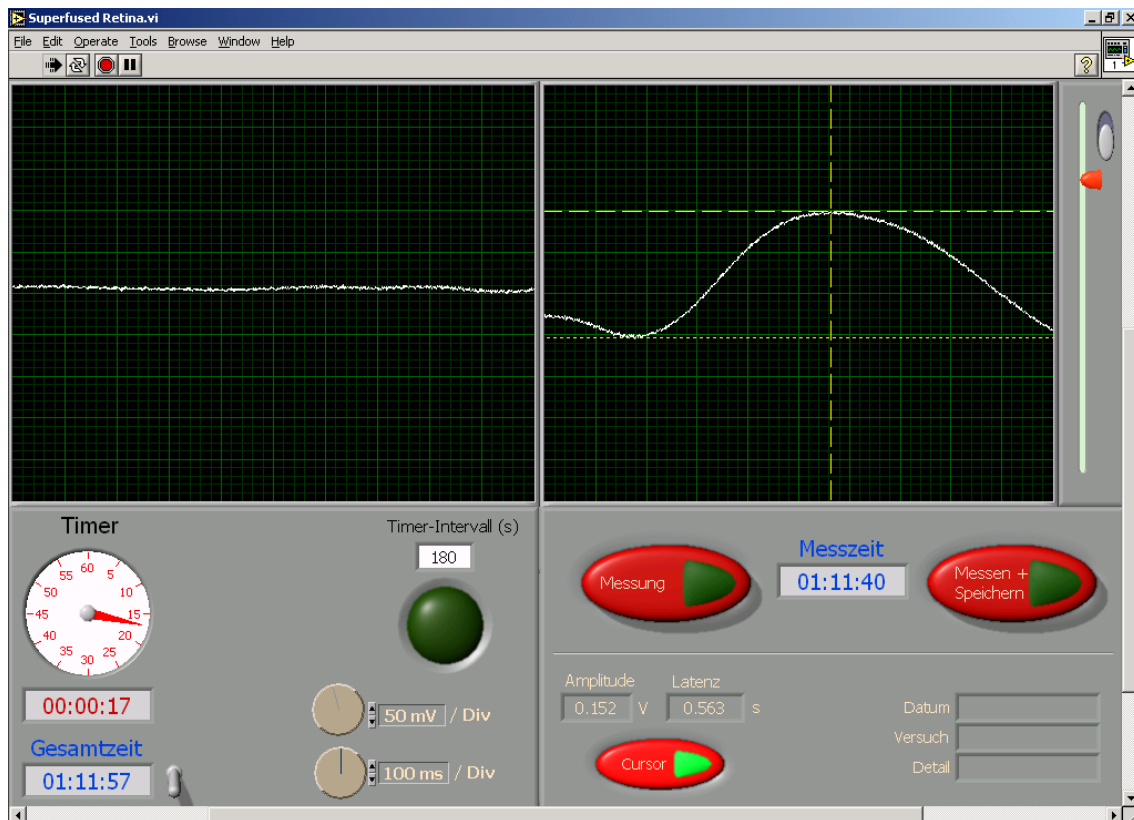 Superfused Retina.vi
File Edit Operate Tools Browse Window Help
1
Timer
60
5
10
15
20
25
30
35
40
45
50
55
00:00:17
Gesamtzeit
01:11:57
Timer-Intervall (s)
180
50 mV / Div
100 ms / Div
Messung
Messzeit
01:11:40
Messen +
Speichern
Amplitude Latenz
0.152 V 0.563 s
Cursor
Datum
Versuch
Detail